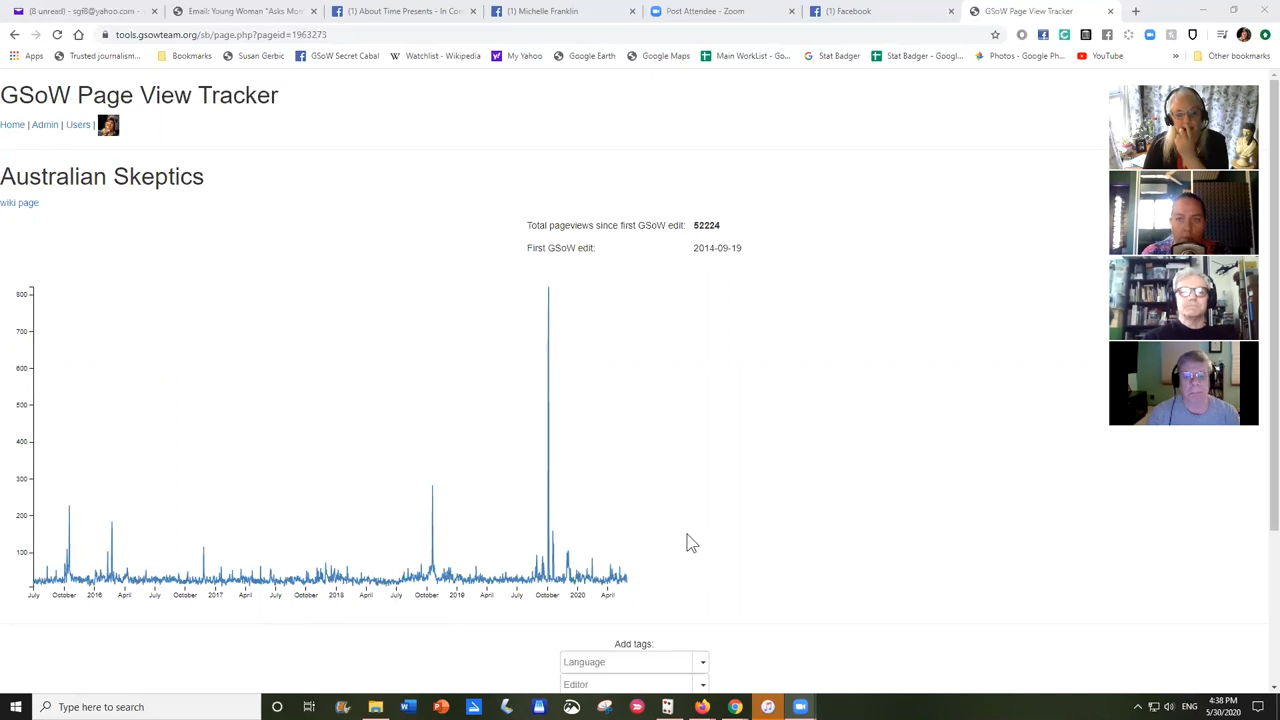 (8 unread) - sgf8@yahoo.com -
Email: Young Woman "Asks Mom
(1) About Time Presents - In Con
(1) Michelle Franklin
Post Attendee - Zoom
(1) Facebook
GSoW Page View Tracker
tools.gsowteam.org/sb/page.php?pageid=1963273
Apps
Trusted journalism...
Bookmarks
Susan Gerbic
GSoW Secret Cabal
Watchlist - Wikipedia
My Yahoo
Google Earth
Google Maps
Main WorkList - Go...
Stat Badger
Stat Badger - Googl...
Photos - Google Ph...
YouTube
»
Other bookmarks
GSoW Page View Tracker
Home | Admin | Users |
Australian Skeptics
wiki page
Total pageviews since first GSoW edit: 52224
First GSoW edit: 2014-09-19
800
700
600
500
400
300
200
100
July October 2016 April July October 2017 April July October 2018 April July October 2019 April July October 2020 April
Add tags:
Language
Editor
Type here to search
ENG
4:38 PM
5/30/2020